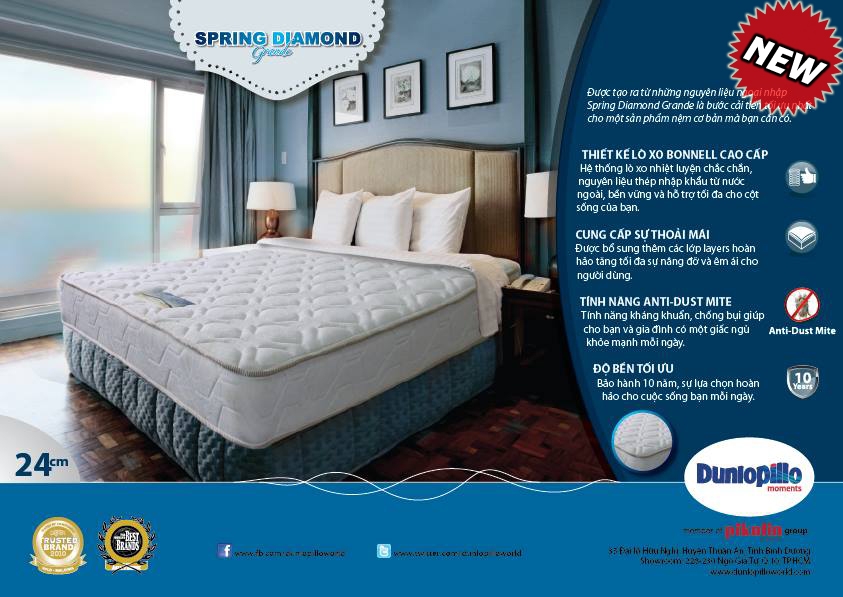 SPRING DIAMOND
Grande
NEW
Được tạo ra từ những nguyên liệu ngoại nhập
Spring Diamond Grande là bước cải tiến tối ưu nhất
cho một sản phẩm nệm cơ bản mà bạn cần có.
THIẾT KẾ LÒ XO BONNELL CAO CẤP
Hệ thống lò xo nhiệt luyện chắc chắn,
nguyên liệu thép nhập khẩu từ nước
ngoài, bền vững và hỗ trợ tối đa cho cột
sống của bạn.
CUNG CẤP SỰ THOẢI MÁI
Được bổ sung thêm các lớp layers hoàn
hảo tăng tối đa sự nâng đỡ và êm ái cho
người dùng.
TÍNH NĂNG ANTI-DUST MITE
Tính năng kháng khuẩn, chống bụi giúp
cho bạn và gia đình có một giấc ngủ
khỏe mạnh mỗi ngày.
Anti-Dust Mite
ĐỘ BỀN TỐI ƯU
Bảo hành 10 năm, sự lựa chọn hoàn
hảo cho cuộc sống bạn mỗi ngày.
10
Years
24cm
Dunlopillo
moments
member of pikolin group
TRUSTED
BRAND
2010
BEST
BRANDS
www.fb.com/dunlopilloworld
www.twitter.com/dunlopilloworld
35 Đại lộ Hữu Nghị, Huyện Thuận An, Tỉnh Bình Dương
Showroom: 228-230 Ngô Gia Tự, Q.10, TP.HCM
www.dunlopilloworld.com